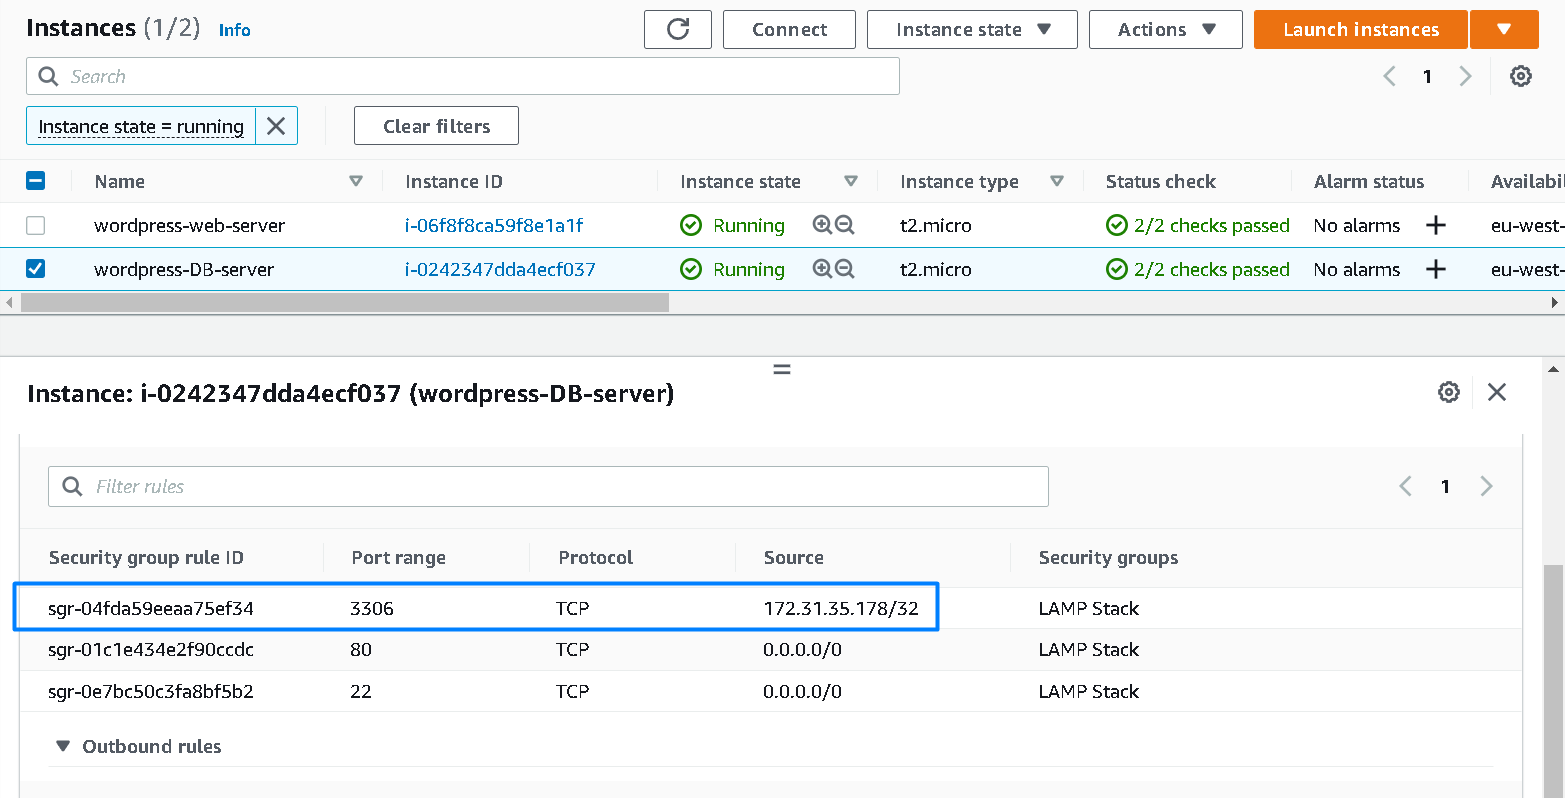 Instances (1/2) Info
Connect
Instance state
Actions
Launch instances
Search
1
Instance state = running
Clear filters
Name Instance ID Instance state Instance type Status check Alarm status Availabil
wordpress-web-server i-06f8f8ca59f8e1a1f Running t2.micro 2/2 checks passed No alarms + eu-west-
wordpress-DB-server i-0242347dda4ecf037 Running t2.micro 2/2 checks passed No alarms + eu-west-
Instance: i-0242347dda4ecf037 (wordpress-DB-server)
Filter rules
1
Security group rule ID Port range Protocol Source Security groups
sgr-04fda59eeaa75ef34 3306 TCP 172.31.35.178/32 LAMP Stack
sgr-01c1e434e2f90ccdc 80 TCP 0.0.0.0/0 LAMP Stack
sgr-0e7bc50c3fa8bf5b2 22 TCP 0.0.0.0/0 LAMP Stack
Outbound rules